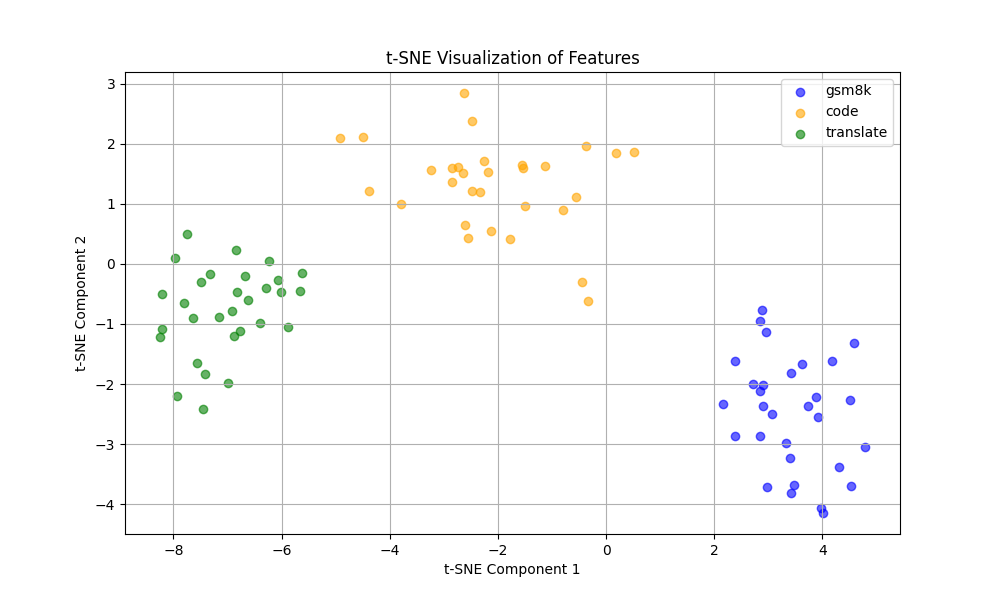 t-SNE Visualization of Features
gsm8k
code
translate
3
2
1
0
−1
−2
−3
−4
t-SNE Component 2
−8
−6
−4
−2
0
2
4
t-SNE Component 1